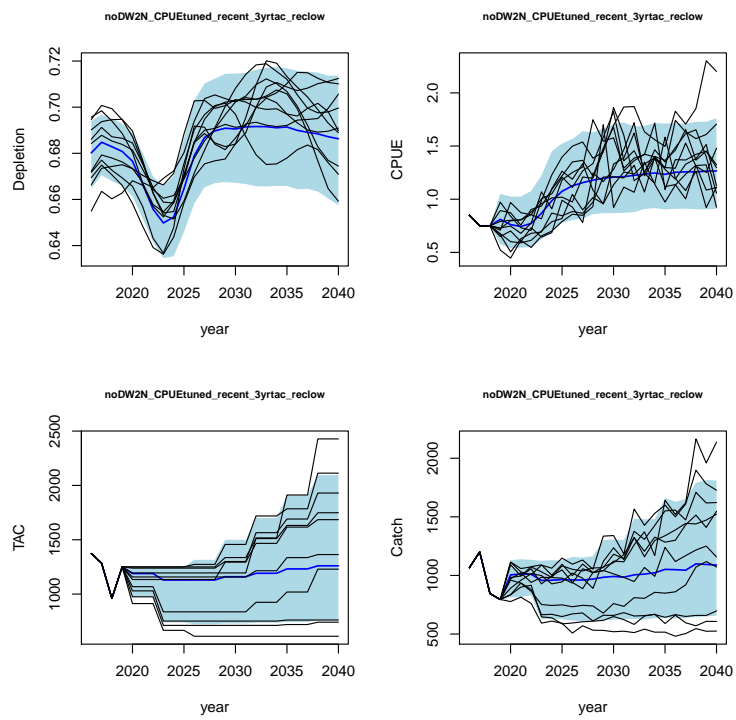 noDW2N_CPUEtuned_recent_3yrtac_reclow
Depletion
0.72
0.70
0.68
0.66
0.64
2020 2025 2030 2035 2040
year
noDW2N_CPUEtuned_recent_3yrtac_reclow
CPUE
2.0
1.5
1.0
0.5
2020 2025 2030 2035 2040
year
noDW2N_CPUEtuned_recent_3yrtac_reclow
TAC
2500
2000
1500
1000
2020 2025 2030 2035 2040
year
noDW2N_CPUEtuned_recent_3yrtac_reclow
Catch
2000
1500
1000
500
2020 2025 2030 2035 2040
year